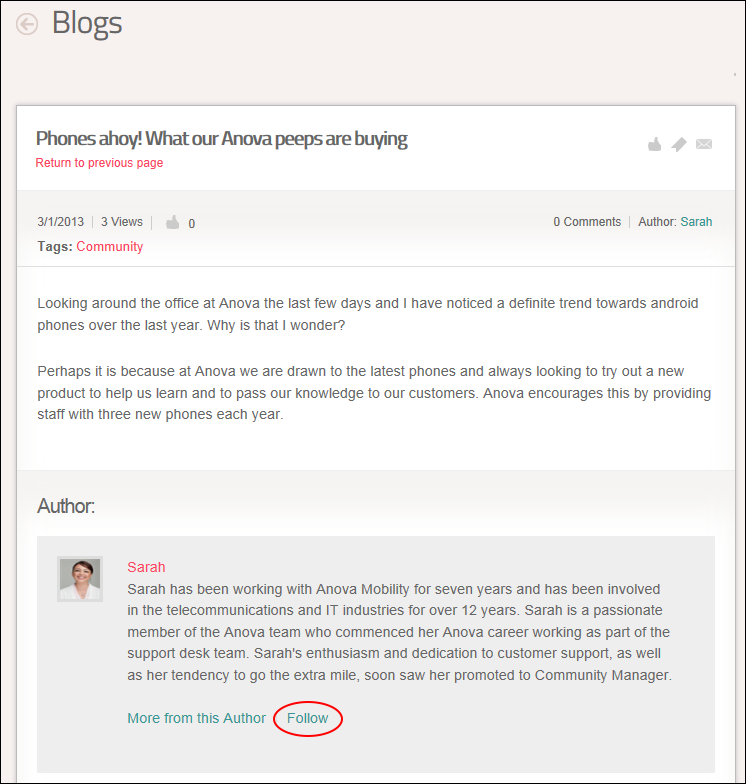 Blogs
Phones ahoy! What our Anova peeps are buying
Return to previous page
3/1/2013 3 Views 0 0 Comments Author: Sarah
Tags: Community
Looking around the office at Anova the last few days and I have noticed a definite trend towards android
phones over the last year. Why is that I wonder?
Perhaps it is because at Anova we are drawn to the latest phones and always looking to try out a new
product to help us learn and to pass our knowledge to our customers. Anova encourages this by providing
staff with three new phones each year.
Author:
Sarah
Sarah has been working with Anova Mobility for seven years and has been involved
in the telecommunications and IT industries for over 12 years. Sarah is a passionate
member of the Anova team who commenced her Anova career working as part of the
support desk team. Sarah's enthusiasm and dedication to customer support, as well
as her tendency to go the extra mile, soon saw her promoted to Community Manager.
More from this Author Follow